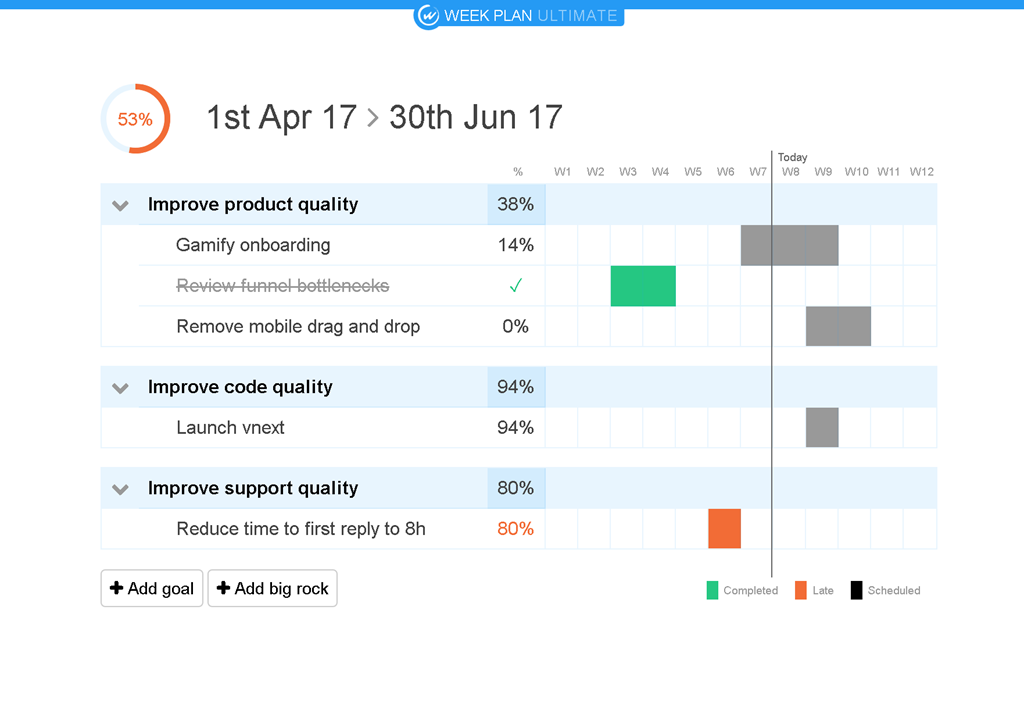 WEEK PLAN ULTIMATE
53%
1st Apr 17 > 30th Jun 17
Today
% W1 W2 W3 W4 W5 W6 W7 W8 W9 W10 W11 W12
Improve product quality 38%
Gamify onboarding 14%
Review funnel bottlenecks ✓
Remove mobile drag and drop 0%
Improve code quality 94%
Launch vnext 94%
Improve support quality 80%
Reduce time to first reply to 8h 80%
+ Add goal + Add big rock
Completed Late Scheduled